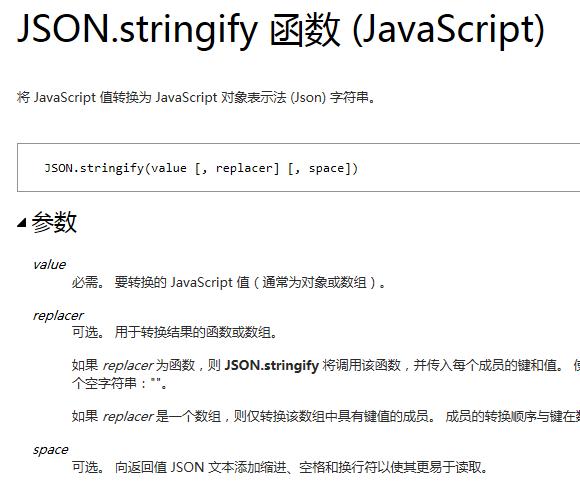 JSON.stringify 函数 (JavaScript)
将 JavaScript 值转换为 JavaScript 对象表示法 (Json) 字符串。
JSON.stringify(value [, replacer] [, space])
参数
value
必需。 要转换的 JavaScript 值（通常为对象或数组）。
replacer
可选。 用于转换结果的函数或数组。
如果 replacer 为函数，则 JSON.stringify 将调用该函数，并传入每个成员的键和值。
个空字符串：""。
如果 replacer 是一个数组，则仅转换该数组中具有键值的成员。 成员的转换顺序与键在
space
可选。 向返回值 JSON 文本添加缩进、空格和换行符以使其更易于读取。